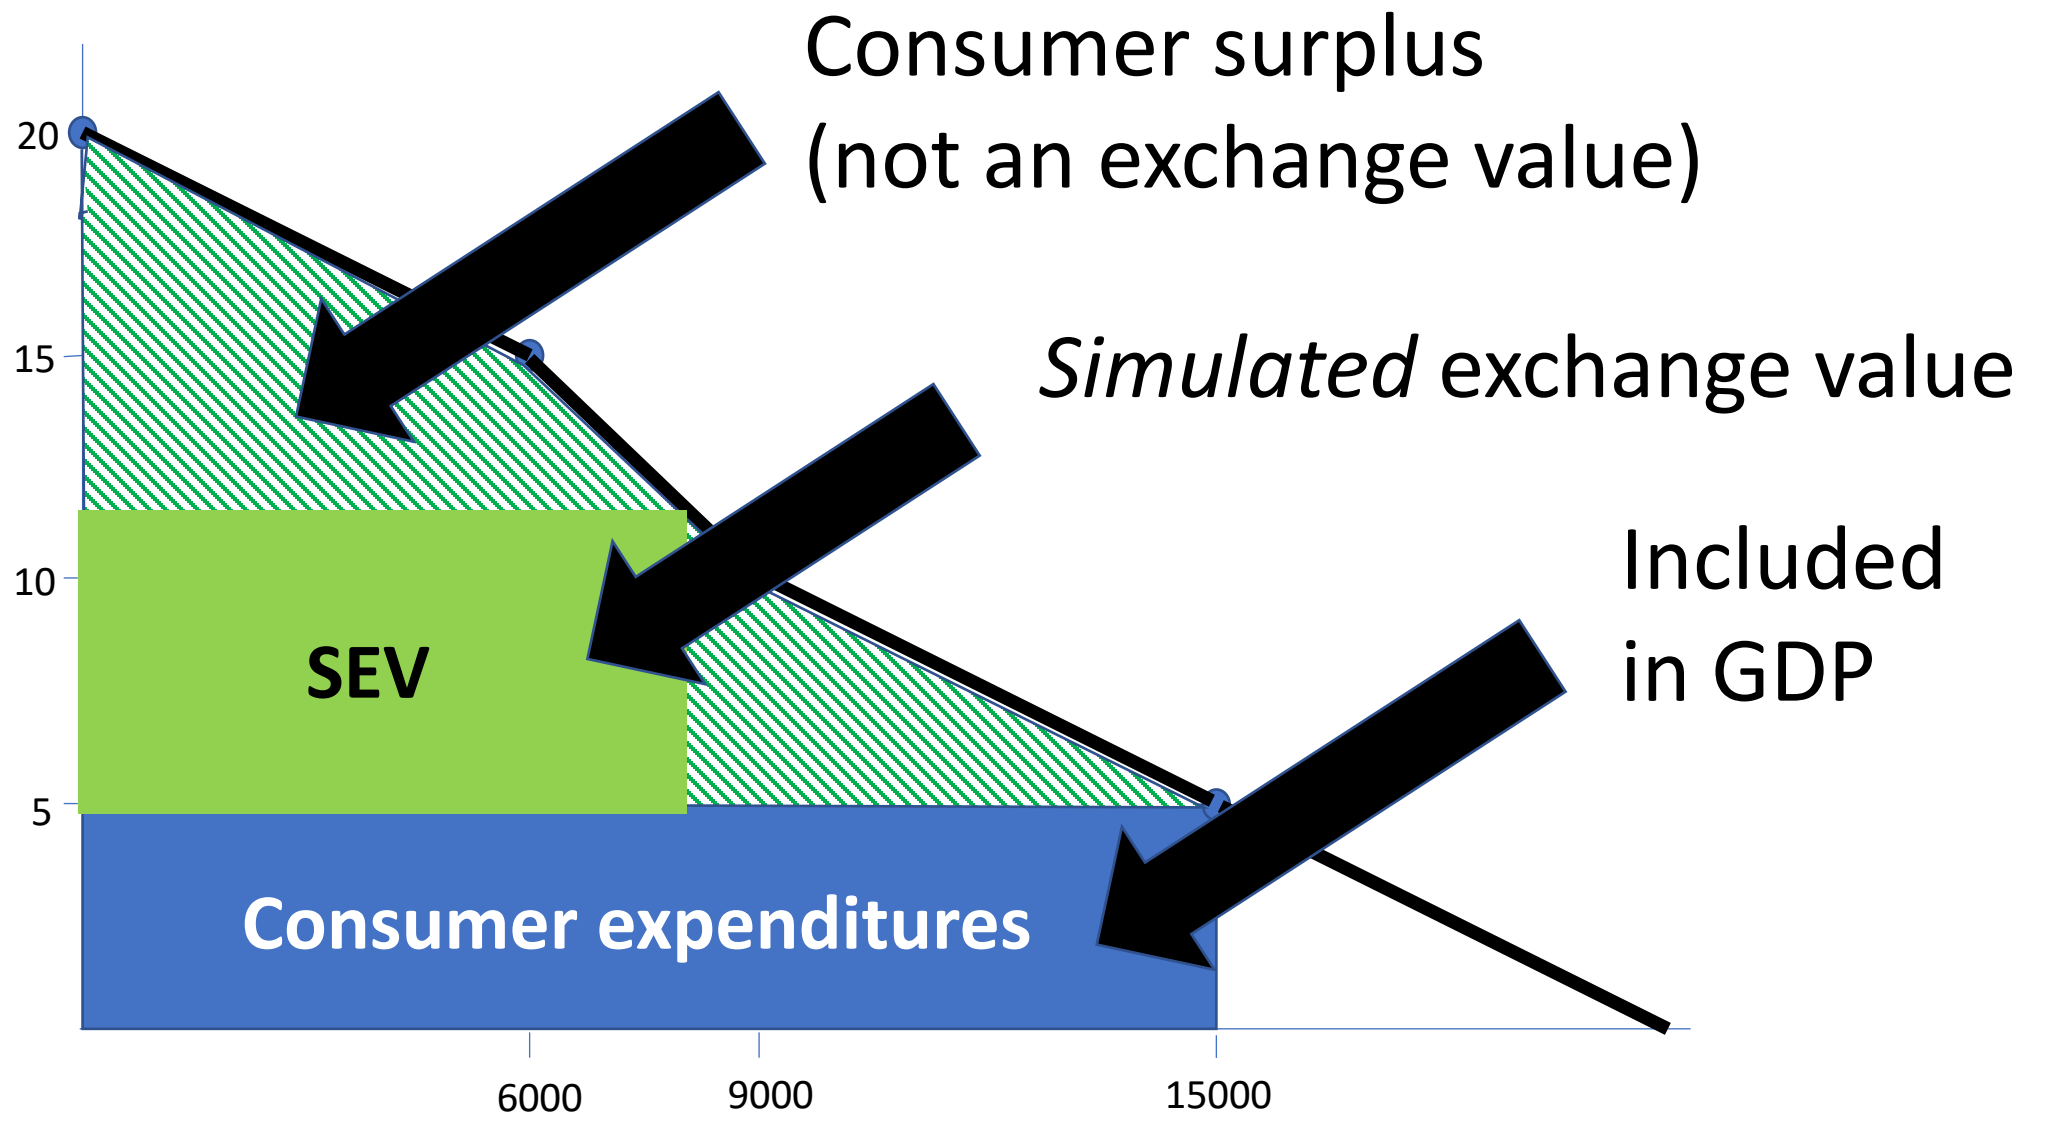 Consumer surplus
(not an exchange value)
20
Simulated exchange value
15
Included
in GDP
10
SEV
5
Consumer expenditures
6000
9000
15000